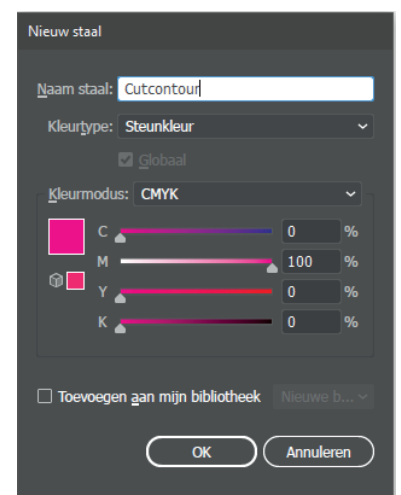 Nieuw staal
Naam staal: Cutcontour
Kleurtype: Steunkleur
Globaal
Kleurmodus: CMYK
C 0 %
M 100 %
Y 0 %
K 0 %
Toevoegen aan mijn bibliotheek Nieuwe b...
OK Annuleren